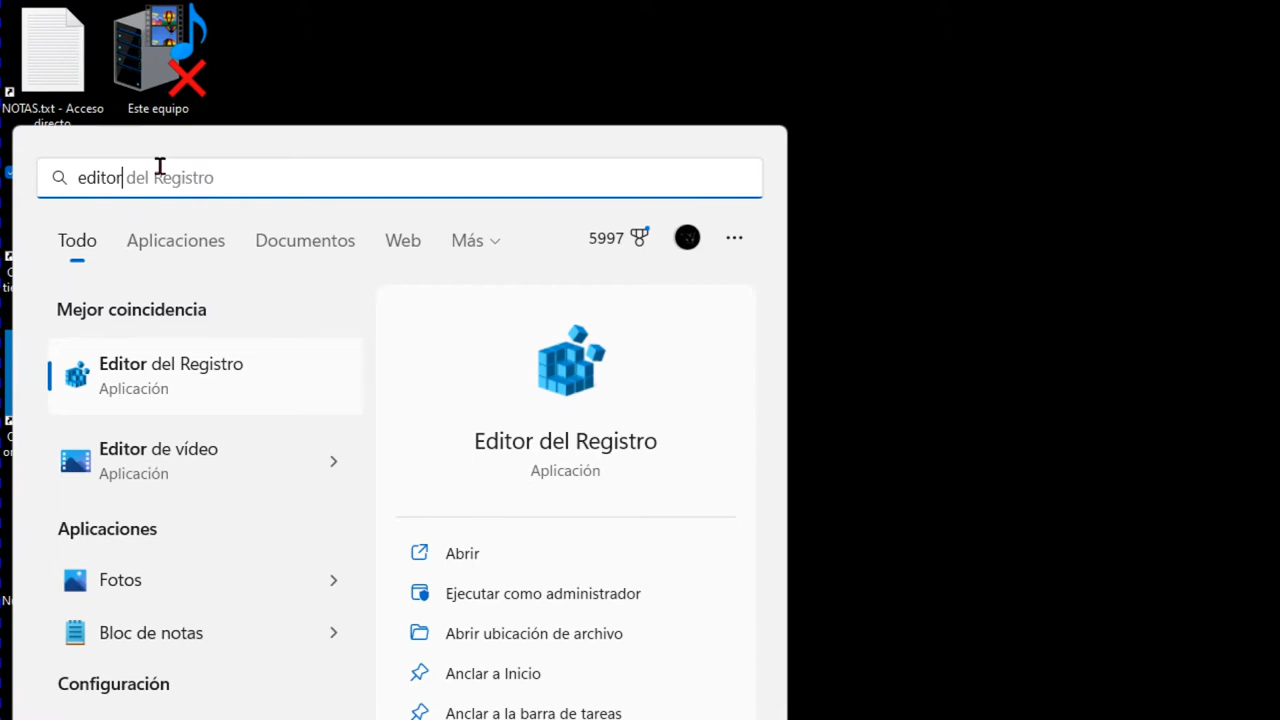 NOTAS.txt - Acceso directo
Este equipo
editor del Registro
Todo
Aplicaciones
Documentos
Web
Más
5997
Mejor coincidencia
Editor del Registro
Aplicación
Editor de vídeo
Aplicación
Aplicaciones
Fotos
Bloc de notas
Configuración
Editor del Registro
Aplicación
Abrir
Ejecutar como administrador
Abrir ubicación de archivo
Anclar a Inicio
Anclar a la barra de tareas